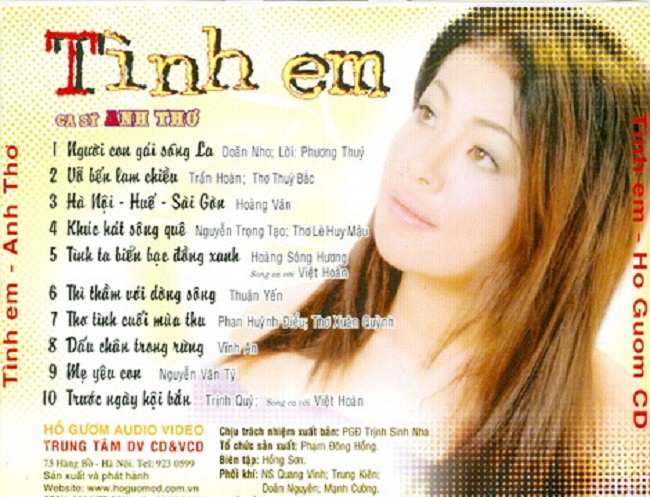 Tình em
CA SỸ ANH THƠ
1 Người con gái sông La Doãn Nho; Lời: Phương Thuý
2 Vỡ bến lam chiều Trần Hoàn; Thơ Thuý Bắc
3 Hà Nội - Huế - Sài Gòn Hoàng Vân
4 Khúc hát sông quê Nguyễn Trọng Tạo; Thơ Lê Huy Mậu
5 Tình ta biển bạc đồng xanh Hoàng Sông Hương
Song ca với Việt Hoàn
6 Thì thầm với dòng sông Thuận Yến
7 Thơ tình cuối mùa thu Phan Huỳnh Điểu; Thơ Xuân Quỳnh
8 Dấu chân trong rừng Vĩnh An
9 Mẹ yêu con Nguyễn Văn Tý
10 Trước ngày hội bắn Trịnh Quý; Song ca với Việt Hoàn
HỒ GƯƠM AUDIO VIDEO
TRUNG TÂM DV CD&VCD
75 Hàng Bồ - Hà Nội. Tel: 923 0599
Sản xuất và phát hành
Website: www.hoguomcd.com.vn
Chịu trách nhiệm xuất bản: PGĐ Trịnh Sinh Nha
Tổ chức sản xuất: Phạm Đông Hồng.
Biên tập: Hồng Sơn.
Phối khí: NS Quang Vinh; Trung Kiên;
Doãn Nguyên; Mạnh Cường.
Tình em - Anh Thơ
Tình em - Ho Guom CD